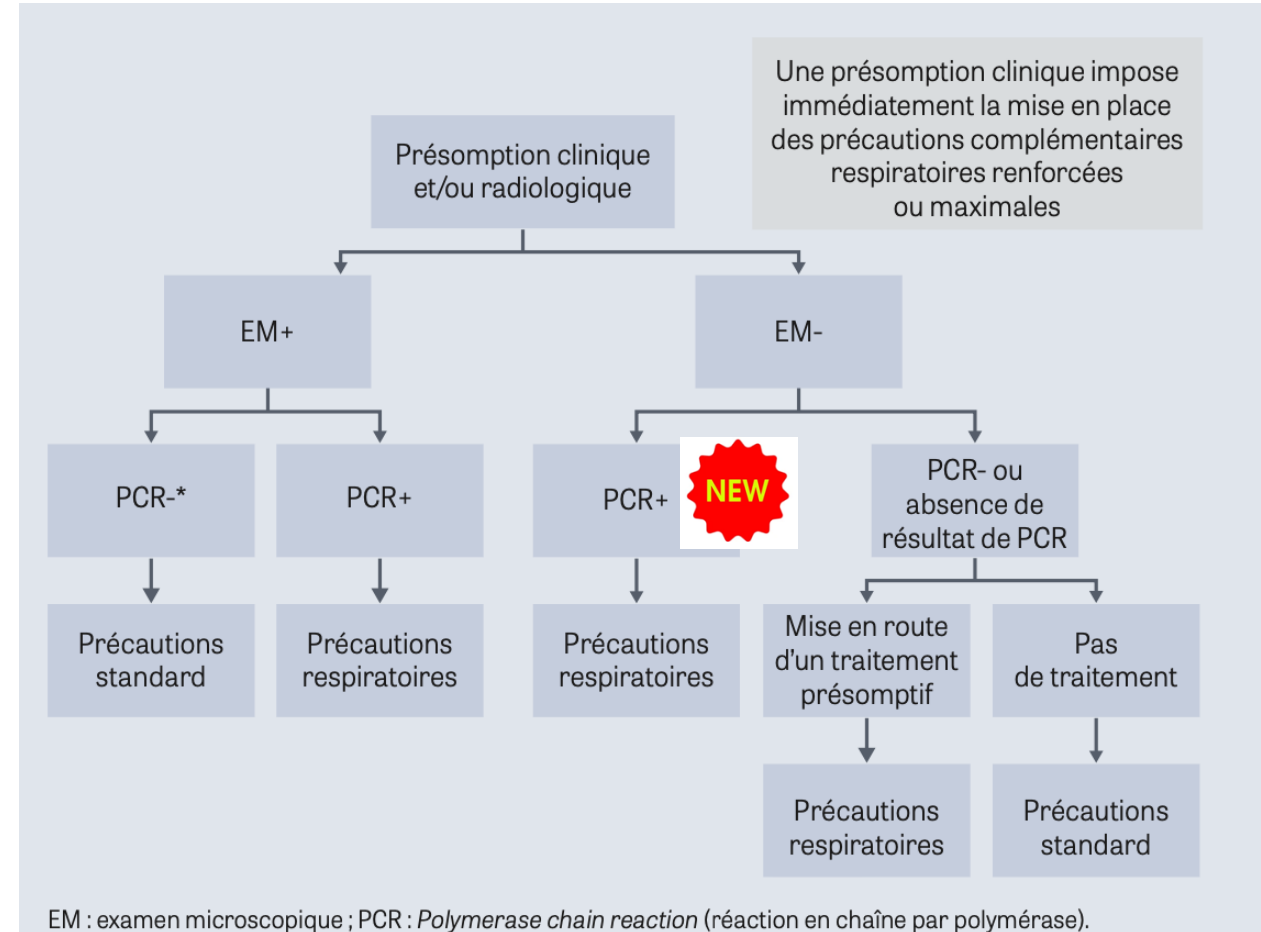 Une présomption clinique impose
immédiatement la mise en place
des précautions complémentaires
respiratoires renforcées
ou maximales
Présomption clinique
et/ou radiologique
EM+
EM-
PCR-*
PCR+
PCR+
NEW
PCR- ou
absence de
résultat de PCR
Précautions
standard
Précautions
respiratoires
Précautions
respiratoires
Mise en route
d'un traitement
présomptif
Pas
de traitement
Précautions
respiratoires
Précautions
standard
EM : examen microscopique ; PCR : Polymerase chain reaction (réaction en chaîne par polymérase).